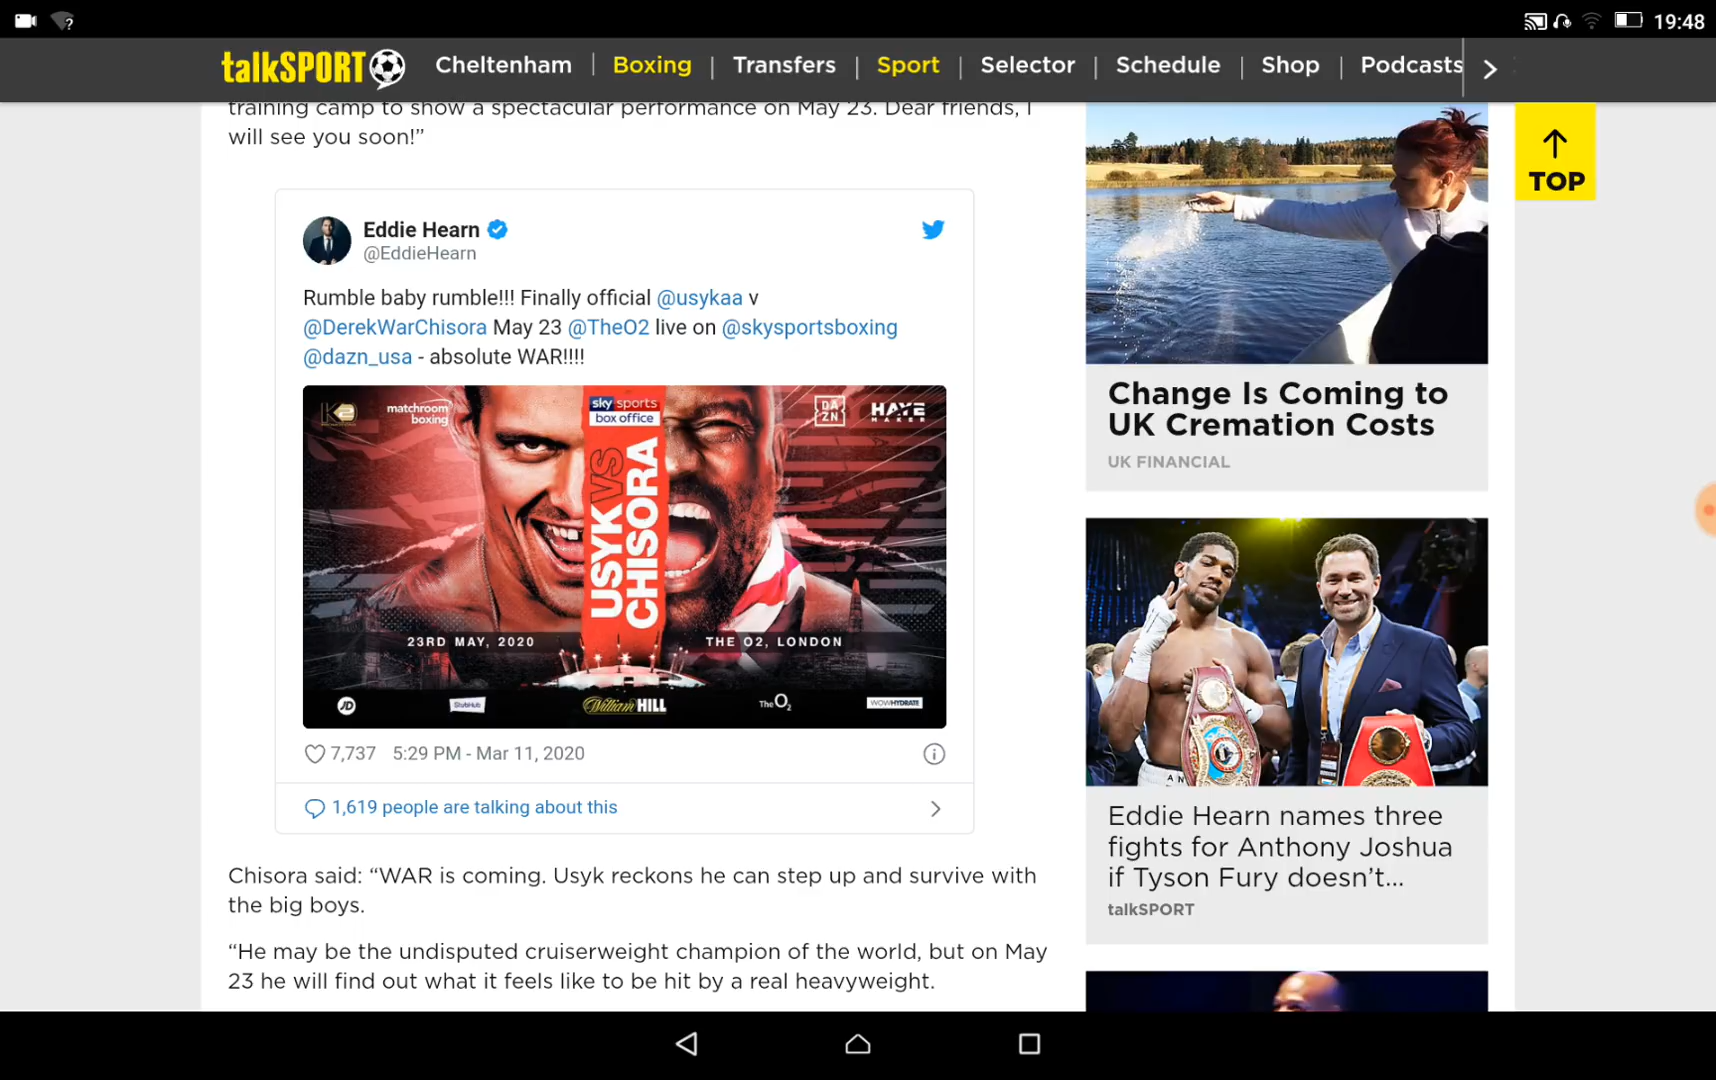 19:48
talkSPORT
Cheltenham | Boxing | Transfers | Sport | Selector | Schedule | Shop | Podcasts
training camp to show a spectacular performance on May 23. Dear friends, I
will see you soon!”
TOP
Eddie Hearn
@EddieHearn
Rumble baby rumble!!! Finally official @usykaa v
@DerekWarChisora May 23 @TheO2 live on @skysportsboxing
@dazn_usa - absolute WAR!!!!
K2
matchroom
boxing
sky sports
box office
DAZN
HAYE
MAKER
USYK VS
CHISORA
23RD MAY, 2020
THE O2, LONDON
JD
StubHub
William HILL
The O2
WOWHYDRATE
7,737 5:29 PM - Mar 11, 2020
1,619 people are talking about this
Chisora said: “WAR is coming. Usyk reckons he can step up and survive with
the big boys.
“He may be the undisputed cruiserweight champion of the world, but on May
23 he will find out what it feels like to be hit by a real heavyweight.
Change Is Coming to
UK Cremation Costs
UK FINANCIAL
Eddie Hearn names three
fights for Anthony Joshua
if Tyson Fury doesn’t...
talkSPORT